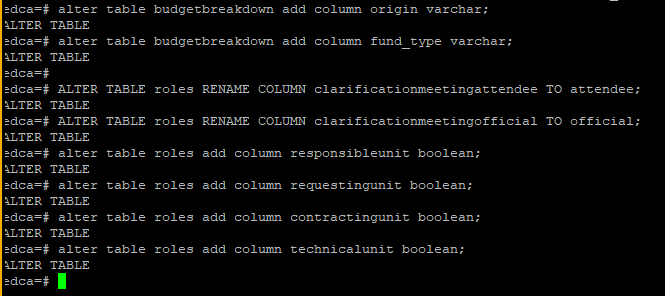 edca=# alter table budgetbreakdown add column origin varchar;
ALTER TABLE
edca=# alter table budgetbreakdown add column fund_type varchar;
ALTER TABLE
edca=#
edca=# ALTER TABLE roles RENAME COLUMN clarificationmeetingattendee TO attendee;
ALTER TABLE
edca=# ALTER TABLE roles RENAME COLUMN clarificationmeetingofficial TO official;
ALTER TABLE
edca=# alter table roles add column responsibleunit boolean;
ALTER TABLE
edca=# alter table roles add column requestingunit boolean;
ALTER TABLE
edca=# alter table roles add column contractingunit boolean;
ALTER TABLE
edca=# alter table roles add column technicalunit boolean;
ALTER TABLE
edca=#